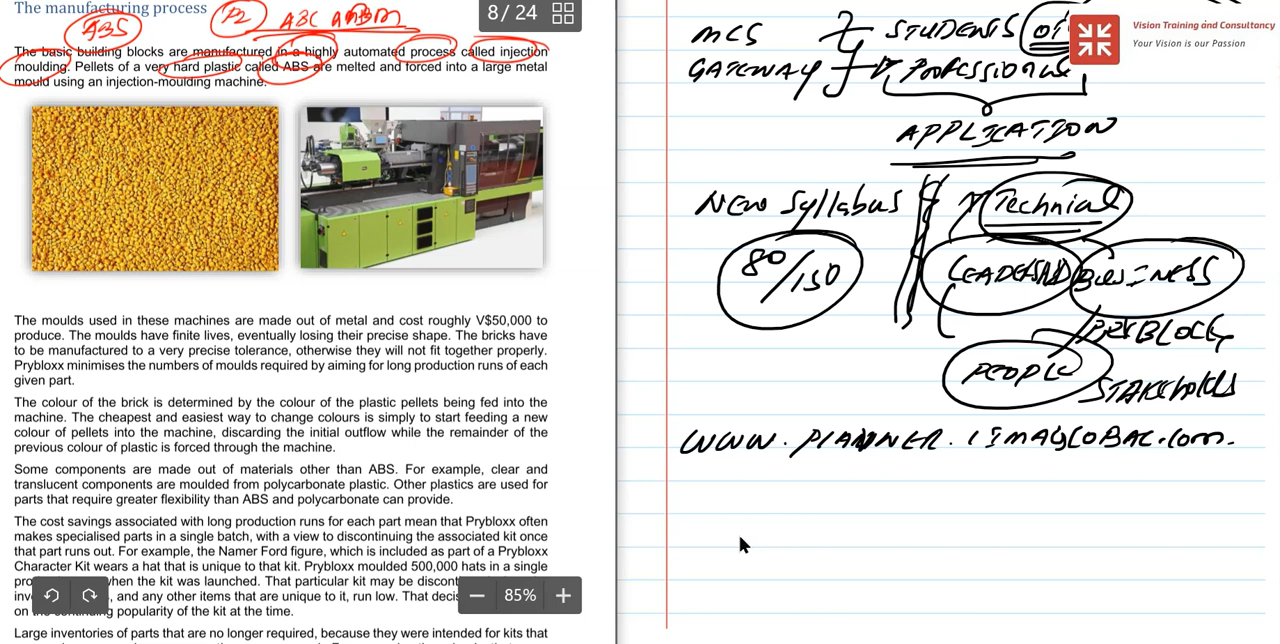 The manufacturing process
P2 ABC AMBM
ABS
8 / 24
The basic building blocks are manufactured in a highly automated process called injection
moulding. Pellets of a very hard plastic called ABS are melted and forced into a large metal
mould using an injection-moulding machine.
The moulds used in these machines are made out of metal and cost roughly V$50,000 to
produce. The moulds have finite lives, eventually losing their precise shape. The bricks have
to be manufactured to a very precise tolerance, otherwise they will not fit together properly.
Prybloxx minimises the numbers of moulds required by aiming for long production runs of each
given part.
The colour of the brick is determined by the colour of the plastic pellets being fed into the
machine. The cheapest and easiest way to change colours is simply to start feeding a new
colour of pellets into the machine, discarding the initial outflow while the remainder of the
previous colour of plastic is forced through the machine.
Some components are made out of materials other than ABS. For example, clear and
translucent components are moulded from polycarbonate plastic. Other plastics are used for
parts that require greater flexibility than ABS and polycarbonate can provide.
The cost savings associated with long production runs for each part mean that Prybloxx often
makes specialised parts in a single batch, with a view to discontinuing the associated kit once
that part runs out. For example, the Namer Ford figure, which is included as part of a Prybloxx
Character Kit wears a hat that is unique to that kit. Prybloxx moulded 500,000 hats in a single
when the kit was launched. That particular kit may be
and any other items that are unique to it, run low. That
on popularity of the kit at the time.
85%
Large inventories of parts that are no longer required, because they were intended for kits that
MCS STUDENTS
GATEWAY PROFESSIONALS
Vision Training and Consultancy
Your Vision is our Passion
APPLICATION
New Syllabus Technical
80/150 LEADERSHIP BUSINESS
PEOPLE
STAKEHOLDS
WWW.PLANNER.CIMAGLOBAL.com.